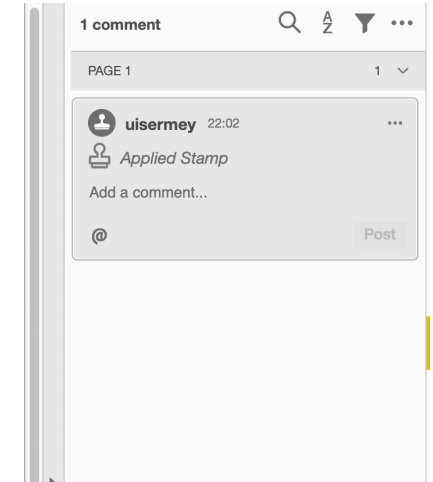 1 comment
A
Z
PAGE 1 1
uisermey 22:02
Applied Stamp
Add a comment...
@ Post